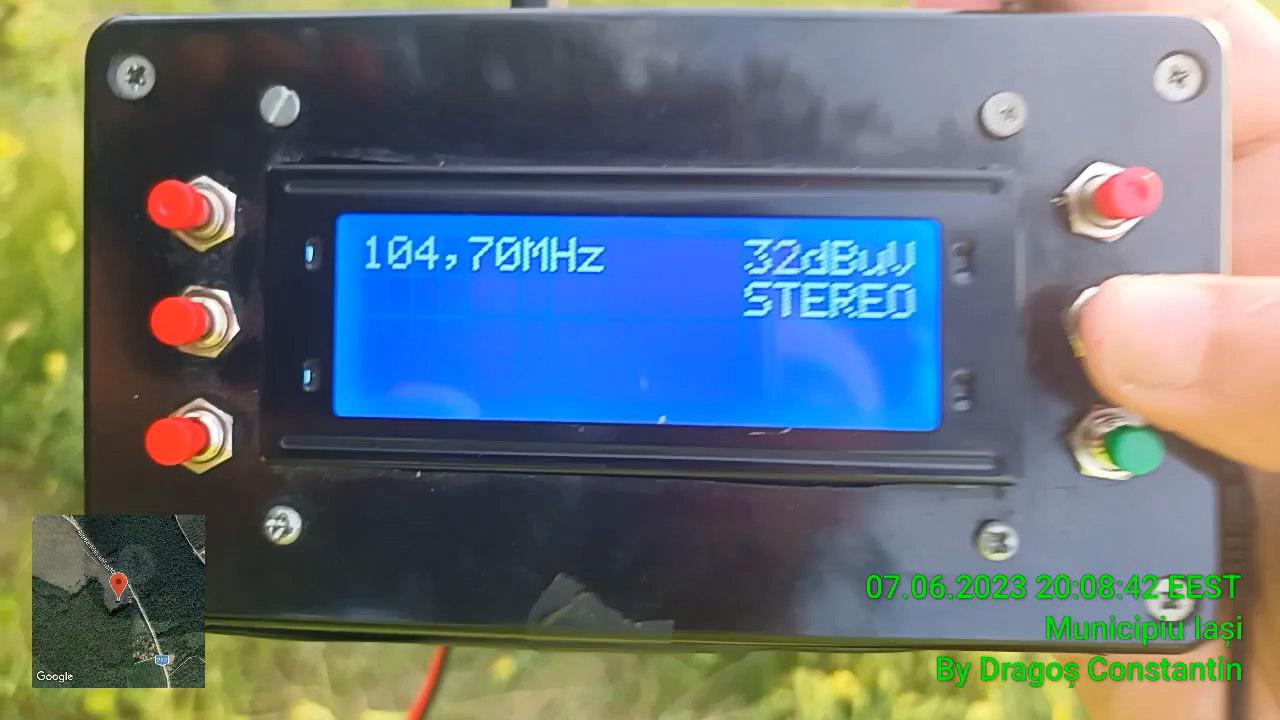 104,70MHz 32dBuV
STEREO
07.06.2023 20:08:42 EEST
Municipiu Iași
By Dragoș Constantin
Google